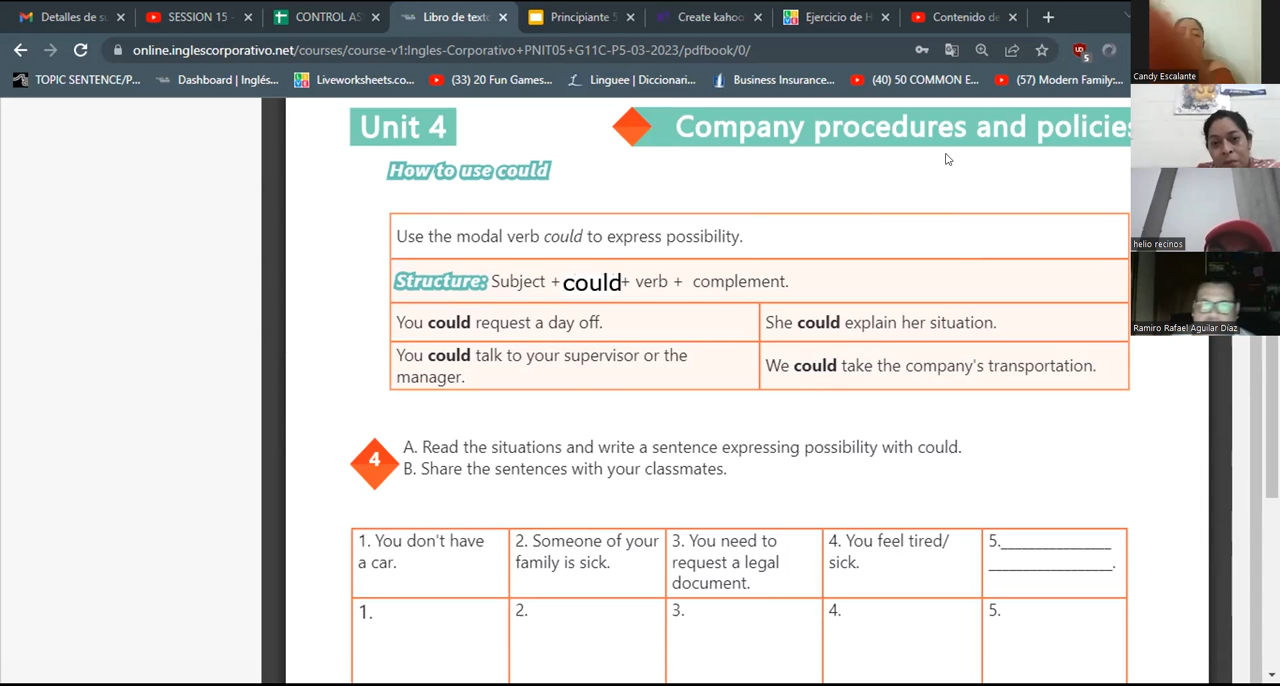 Detalles de su
SESSION 15 -
CONTROL AS
Libro de texto
Principiante 5
Create kahoo
Ejercicio de H
Contenido de
online.inglescorporativo.net/courses/course-v1:Ingles-Corporativo+PNIT05+G11C-P5-03-2023/pdfbook/0/
5
TOPIC SENTENCE/P...
Dashboard | Inglés...
Liveworksheets.co...
(33) 20 Fun Games...
Linguee | Diccionari...
Business Insurance...
(40) 50 COMMON E...
(57) Modern Family:...
Candy Escalante
helio recinos
Ramiro Rafael Aguilar Díaz
Unit 4
Company procedures and policies
How to use could
Use the modal verb could to express possibility.
Structure: Subject + could + verb + complement.
You could request a day off.
She could explain her situation.
You could talk to your supervisor or the
manager.
We could take the company's transportation.
4
A. Read the situations and write a sentence expressing possibility with could.
B. Share the sentences with your classmates.
1. You don't have
a car.
2. Someone of your
family is sick.
3. You need to
request a legal
document.
4. You feel tired/
sick.
5.________________
__________________.
1.
2.
3.
4.
5.